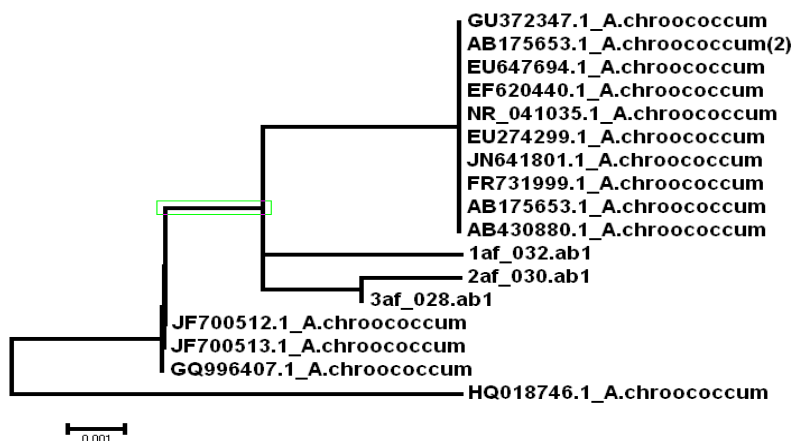 GU372347.1_A.chroococcum
AB175653.1_A.chroococcum(2)
EU647694.1_A.chroococcum
EF620440.1_A.chroococcum
NR_041035.1_A.chroococcum
EU274299.1_A.chroococcum
JN641801.1_A.chroococcum
FR731999.1_A.chroococcum
AB175653.1_A.chroococcum
AB430880.1_A.chroococcum
1af_032.ab1
2af_030.ab1
3af_028.ab1
JF700512.1_A.chroococcum
JF700513.1_A.chroococcum
GQ996407.1_A.chroococcum
HQ018746.1_A.chroococcum
0.001